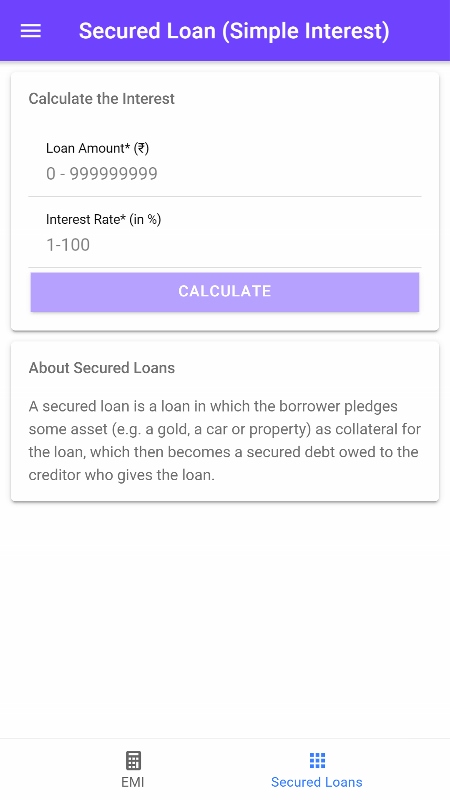 Secured Loan (Simple Interest)
Calculate the Interest
Loan Amount* (₹)
0 - 999999999
Interest Rate* (in %)
1-100
CALCULATE
About Secured Loans
A secured loan is a loan in which the borrower pledges
some asset (e.g. a gold, a car or property) as collateral for
the loan, which then becomes a secured debt owed to the
creditor who gives the loan.
EMI
Secured Loans